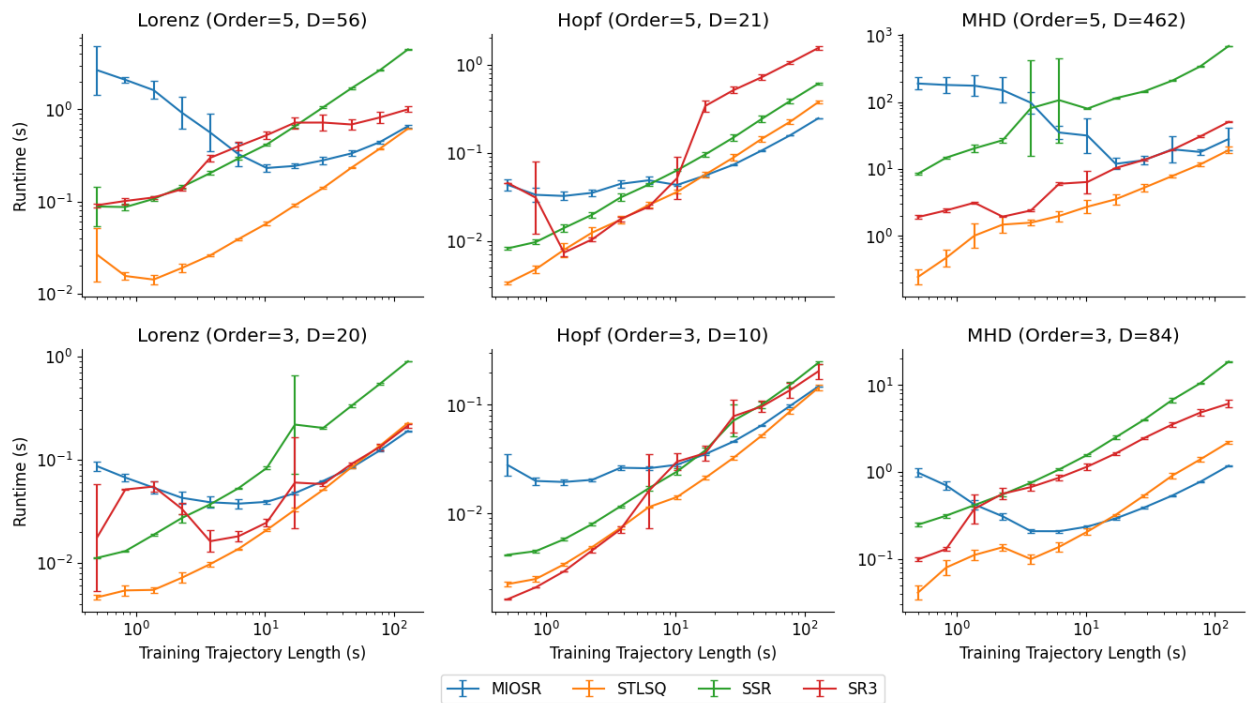 Lorenz (Order=5, D=56)
Hopf (Order=5, D=21)
MHD (Order=5, D=462)
Runtime (s)
10^0
10^-1
10^-2
10^0
10^-1
10^-2
10^3
10^2
10^1
10^0
Lorenz (Order=3, D=20)
Hopf (Order=3, D=10)
MHD (Order=3, D=84)
Runtime (s)
10^0
10^-1
10^-2
10^-1
10^-2
10^1
10^0
10^-1
10^0 10^1 10^2
10^0 10^1 10^2
10^0 10^1 10^2
Training Trajectory Length (s)
Training Trajectory Length (s)
Training Trajectory Length (s)
MIOSR STLSQ SSR SR3